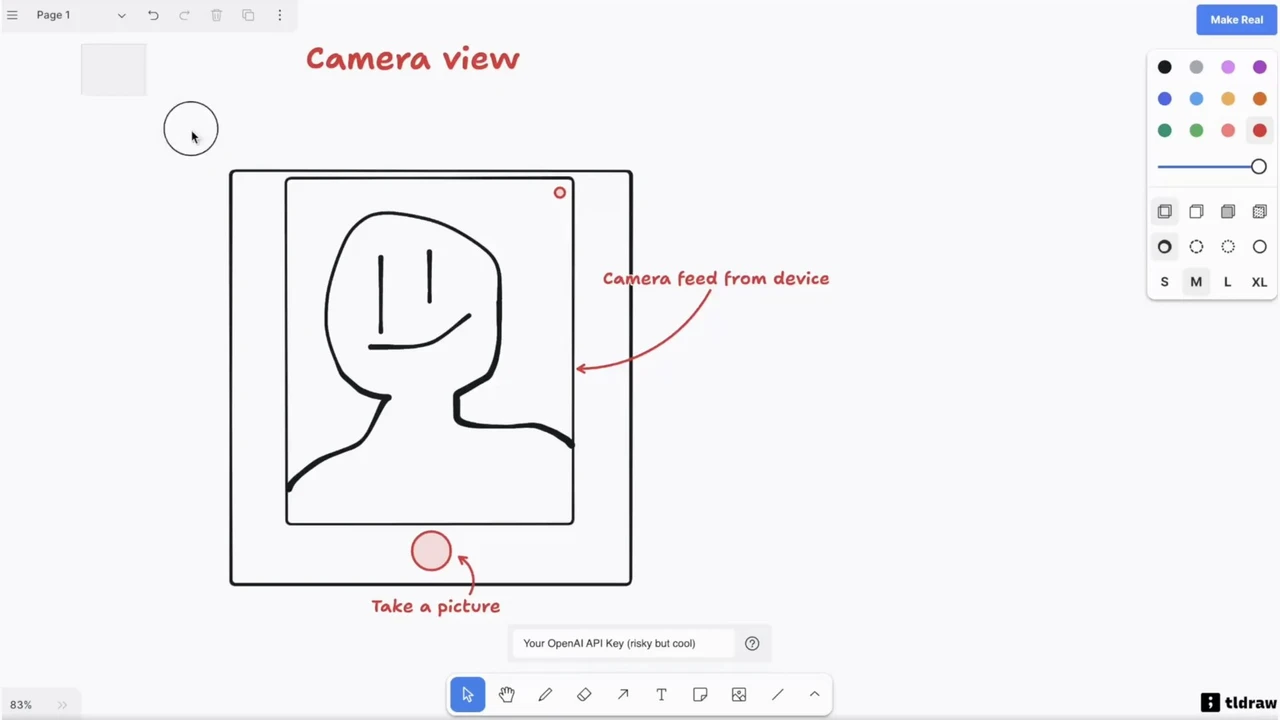 Page 1
Make Real
Camera view
Camera feed from device
S M L XL
Take a picture
Your OpenAI API Key (risky but cool)
T
83%
tldraw